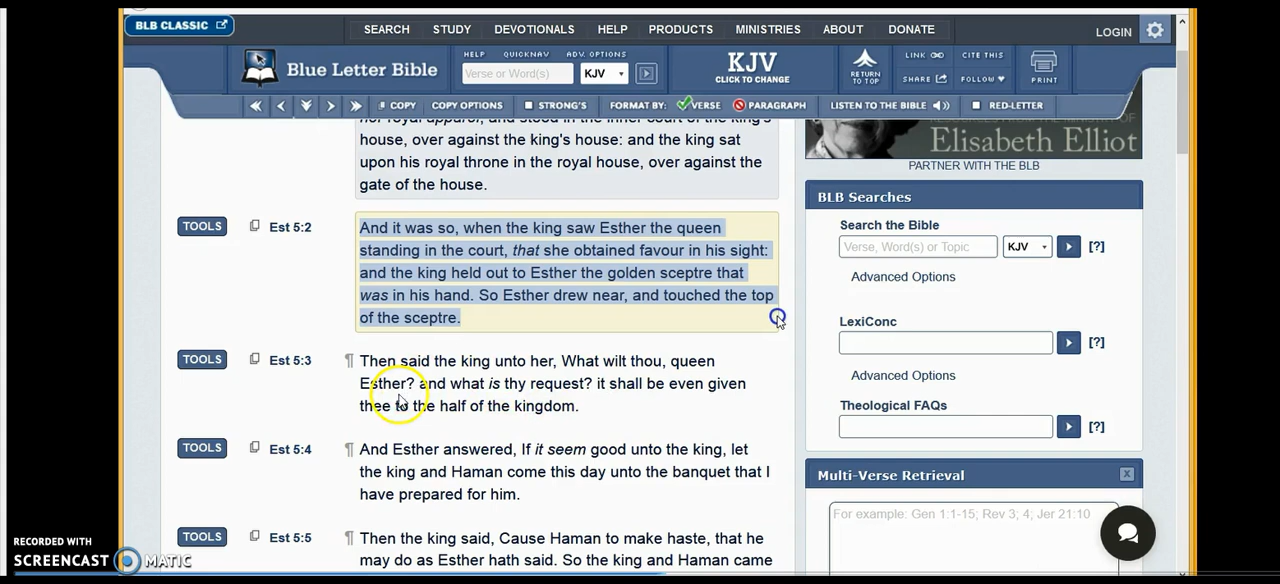 BLB CLASSIC
SEARCH STUDY DEVOTIONALS HELP PRODUCTS MINISTRIES ABOUT DONATE
LOGIN
Blue Letter Bible
HELP QUICKNAV ADV. OPTIONS
Verse or Word(s) KJV
KJV
CLICK TO CHANGE
RETURN
TO TOP
LINK CITE THIS
SHARE FOLLOW
PRINT
COPY COPY OPTIONS STRONG'S FORMAT BY: VERSE PARAGRAPH LISTEN TO THE BIBLE RED-LETTER
her royal apparel, and stood in the inner court of the king's
house, over against the king's house: and the king sat
upon his royal throne in the royal house, over against the
gate of the house.
TOOLS Est 5:2
And it was so, when the king saw Esther the queen
standing in the court, that she obtained favour in his sight:
and the king held out to Esther the golden sceptre that
was in his hand. So Esther drew near, and touched the top
of the sceptre.
TOOLS Est 5:3
¶ Then said the king unto her, What wilt thou, queen
Esther? and what is thy request? it shall be even given
thee to the half of the kingdom.
TOOLS Est 5:4
¶ And Esther answered, If it seem good unto the king, let
the king and Haman come this day unto the banquet that I
have prepared for him.
TOOLS Est 5:5
¶ Then the king said, Cause Haman to make haste, that he
may do as Esther hath said. So the king and Haman came
Elisabeth Elliot
PARTNER WITH THE BLB
BLB Searches
Search the Bible
Verse, Word(s) or Topic KJV [?]
Advanced Options
LexiConc
[?]
Advanced Options
Theological FAQs
[?]
Multi-Verse Retrieval x
For example: Gen 1:1-15; Rev 3; 4; Jer 21:10
RECORDED WITH
SCREENCAST MATIC